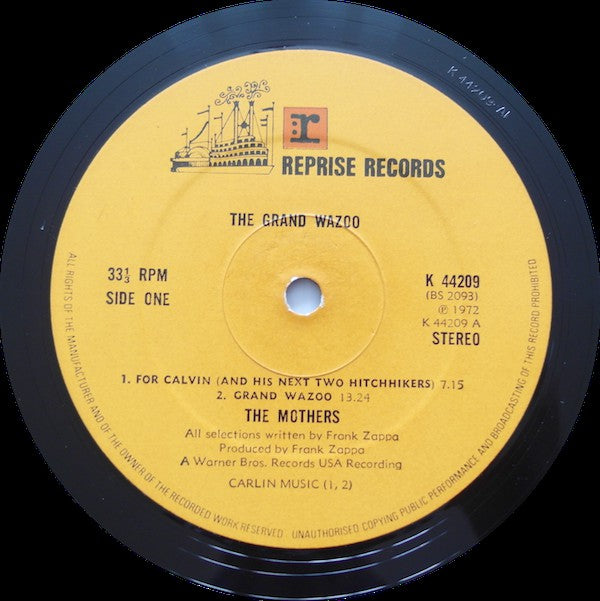 K 44209 A1
r
REPRISE RECORDS
THE GRAND WAZOO
33⅓ RPM
SIDE ONE
K 44209
(BS 2093)
℗ 1972
K 44209 A
STEREO
1. FOR CALVIN (AND HIS NEXT TWO HITCHHIKERS) 7.15
2. GRAND WAZOO 13.24
THE MOTHERS
All selections written by Frank Zappa
Produced by Frank Zappa
A Warner Bros. Records USA Recording
CARLIN MUSIC (1, 2)
ALL RIGHTS OF THE MANUFACTURER AND OF THE OWNER OF THE RECORDED WORK RESERVED . UNAUTHORISED COPYING PUBLIC PERFORMANCE AND BROADCASTING OF THIS RECORD PROHIBITED